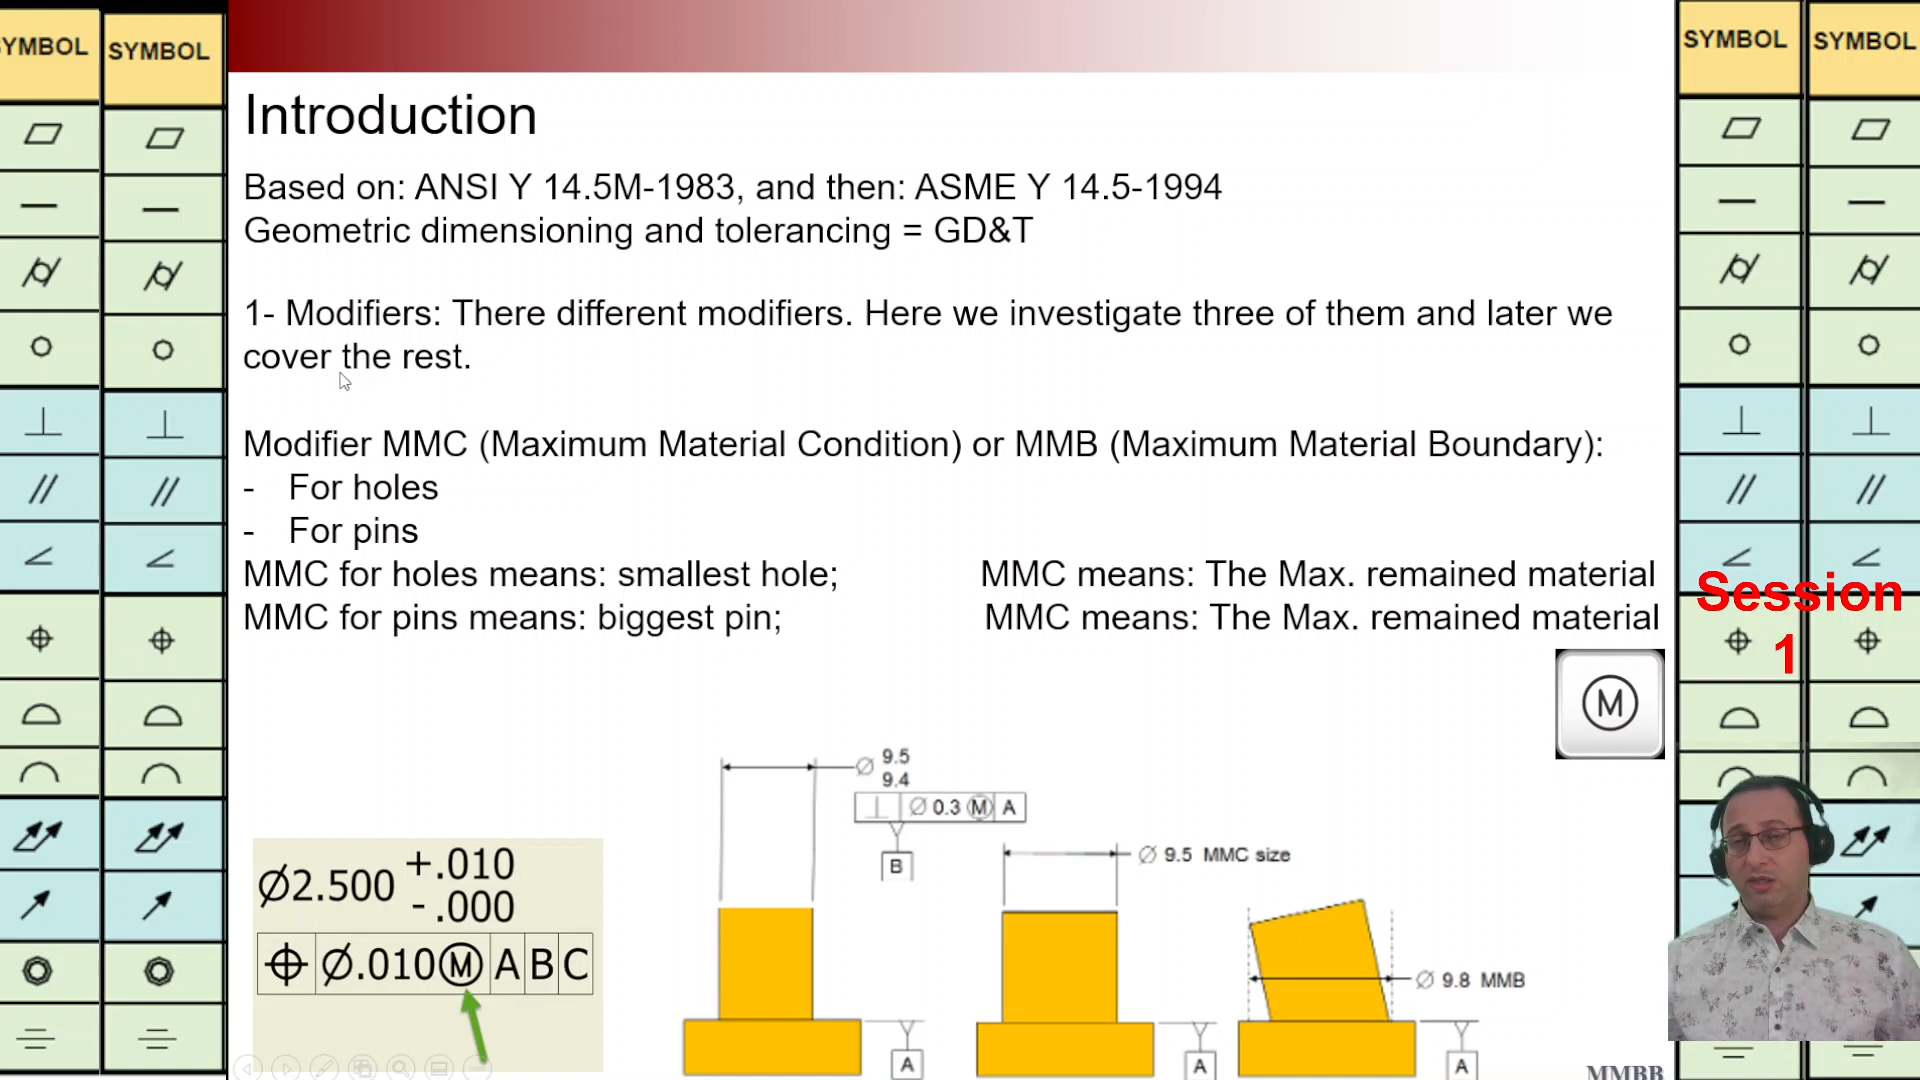 SYMBOL
SYMBOL
Introduction
Based on: ANSI Y 14.5M-1983, and then: ASME Y 14.5-1994
Geometric dimensioning and tolerancing = GD&T
1- Modifiers: There different modifiers. Here we investigate three of them and later we
cover the rest.
Modifier MMC (Maximum Material Condition) or MMB (Maximum Material Boundary):
- For holes
- For pins
MMC for holes means: smallest hole; MMC means: The Max. remained material
MMC for pins means: biggest pin; MMC means: The Max. remained material
Ⓜ
⌀ 9.5
9.4
⟂ ⌀ 0.3 Ⓜ A
B
⌀ 9.5 MMC size
⌀ 9.8 MMB
A
A
A
⌀2.500 +.010
- .000
⌖ ⌀.010Ⓜ A B C
SYMBOL
SYMBOL
Session
1